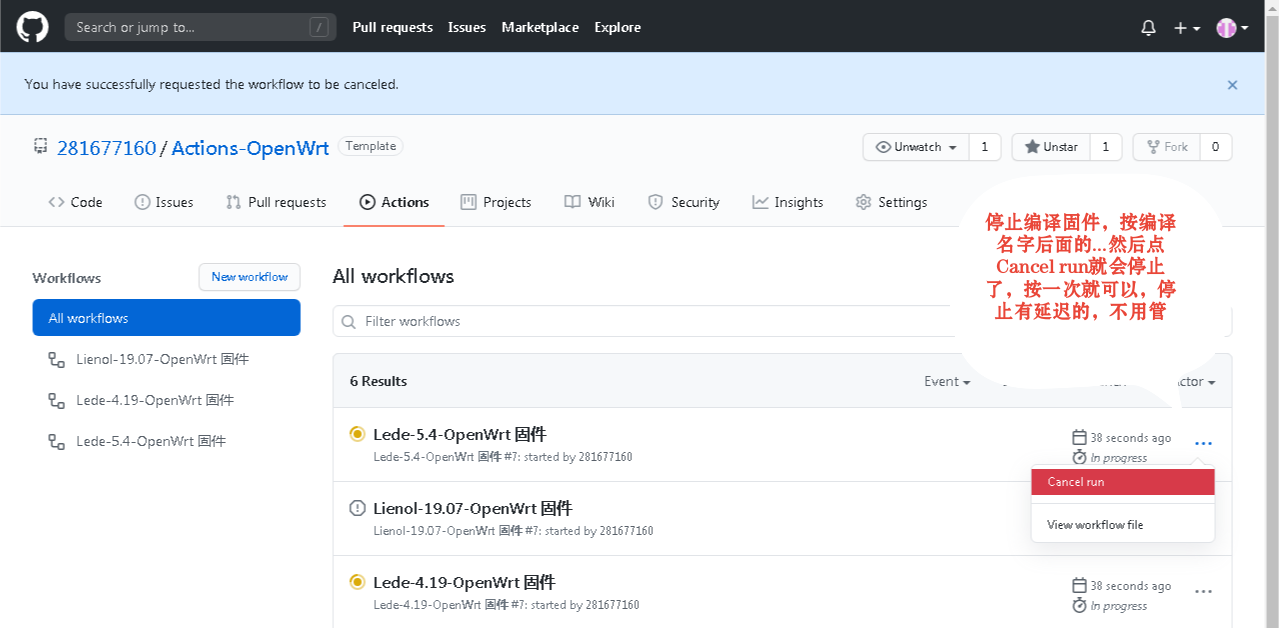 Search or jump to...
/
Pull requests
Issues
Marketplace
Explore
You have successfully requested the workflow to be canceled.
281677160 / Actions-OpenWrt
Template
Unwatch
1
Unstar
1
Fork
0
Code
Issues
Pull requests
Actions
Projects
Wiki
Security
Insights
Settings
停止编译固件，按编译
名字后面的...然后点
Cancel run就会停止
了，按一次就可以，停
止有延迟的，不用管
Workflows
New workflow
All workflows
Lienol-19.07-OpenWrt 固件
Lede-4.19-OpenWrt 固件
Lede-5.4-OpenWrt 固件
All workflows
Filter workflows
6 Results
Event
Lede-5.4-OpenWrt 固件
Lede-5.4-OpenWrt 固件 #7: started by 281677160
38 seconds ago
In progress
...
Cancel run
View workflow file
Lienol-19.07-OpenWrt 固件
Lienol-19.07-OpenWrt 固件 #7: started by 281677160
Lede-4.19-OpenWrt 固件
Lede-4.19-OpenWrt 固件 #7: started by 281677160
38 seconds ago
In progress
...